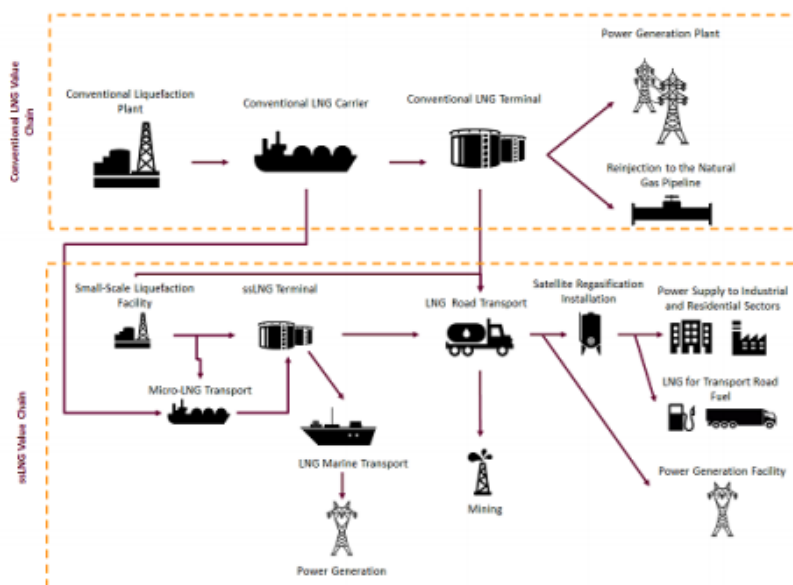 Conventional LNG Value
Chain
Power Generation Plant
Conventional Liquefaction
Plant
Conventional LNG Carrier
Conventional LNG Terminal
Reinjection to the Natural
Gas Pipeline
ssLNG Value Chain
Small-Scale Liquefaction
Facility
ssLNG Terminal
LNG Road Transport
Satellite Regasification
Installation
Power Supply to Industrial
and Residential Sectors
Micro-LNG Transport
LNG for Transport Road
Fuel
LNG Marine Transport
Mining
Power Generation Facility
Power Generation